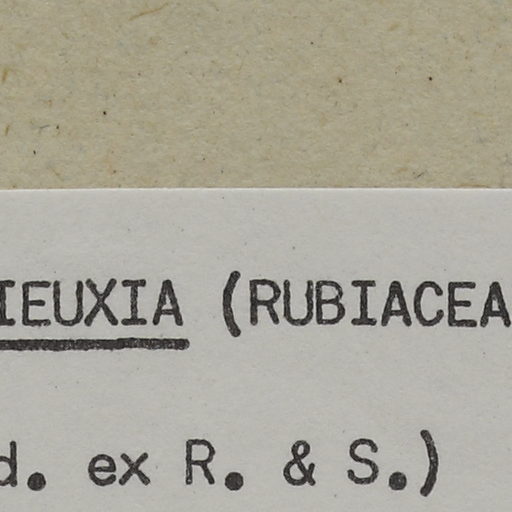 IEUXIA (RUBIACEA
d. ex R. & S.)